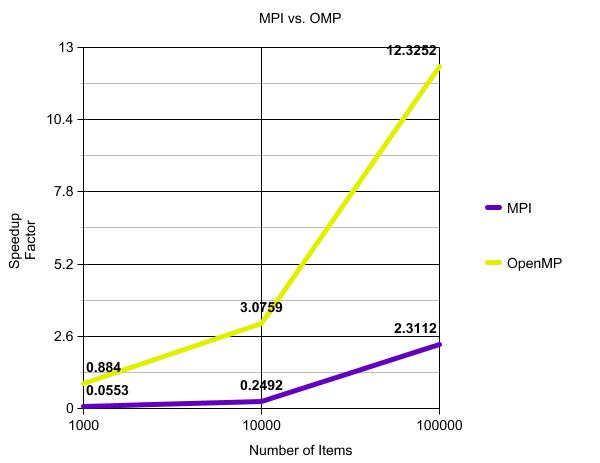 MPI vs. OMP
13
12.3252
10.4
7.8
5.2
2.6
0
Speedup
Factor
0.884
0.0553
3.0759
0.2492
2.3112
1000
10000
100000
Number of Items
MPI
OpenMP